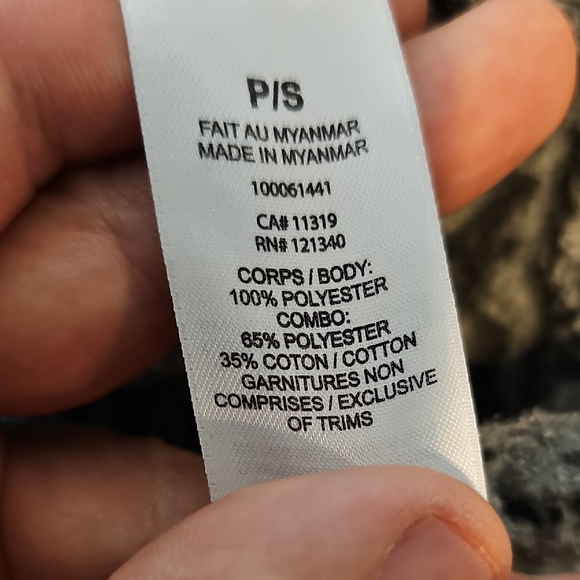 P/S
FAIT AU MYANMAR
MADE IN MYANMAR
100061441
CA# 11319
RN# 121340
CORPS / BODY:
100% POLYESTER
COMBO:
65% POLYESTER
35% COTON / COTTON
GARNITURES NON
COMPRISES / EXCLUSIVE
OF TRIMS